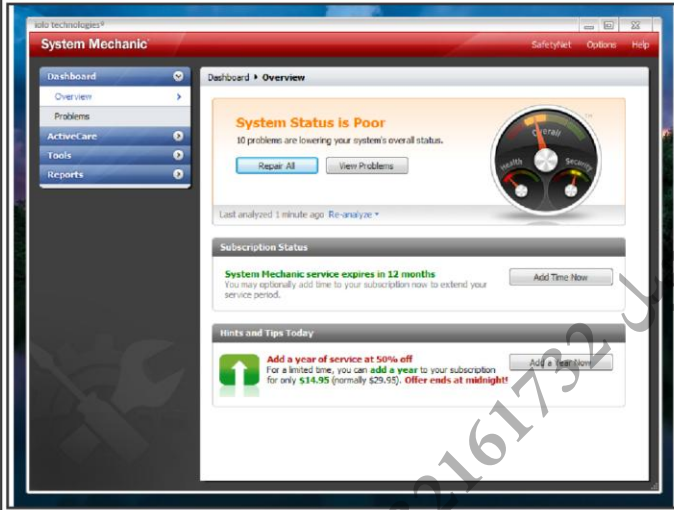 iolo technologies®
System Mechanic
SafetyNet Options Help
Dashboard
Overview
Problems
ActiveCare
Tools
Reports
Dashboard Overview
System Status is Poor
10 problems are lowering your system's overall status.
Repair All View Problems
Overall
Health Security
Last analyzed 1 minute ago Re-analyze
Subscription Status
System Mechanic service expires in 12 months
You may optionally add time to your subscription now to extend your
service period.
Add Time Now
Hints and Tips Today
Add a year of service at 50% off
For a limited time, you can add a year to your subscription
for only $14.95 (normally $29.95). Offer ends at midnight!
Add a Year Now